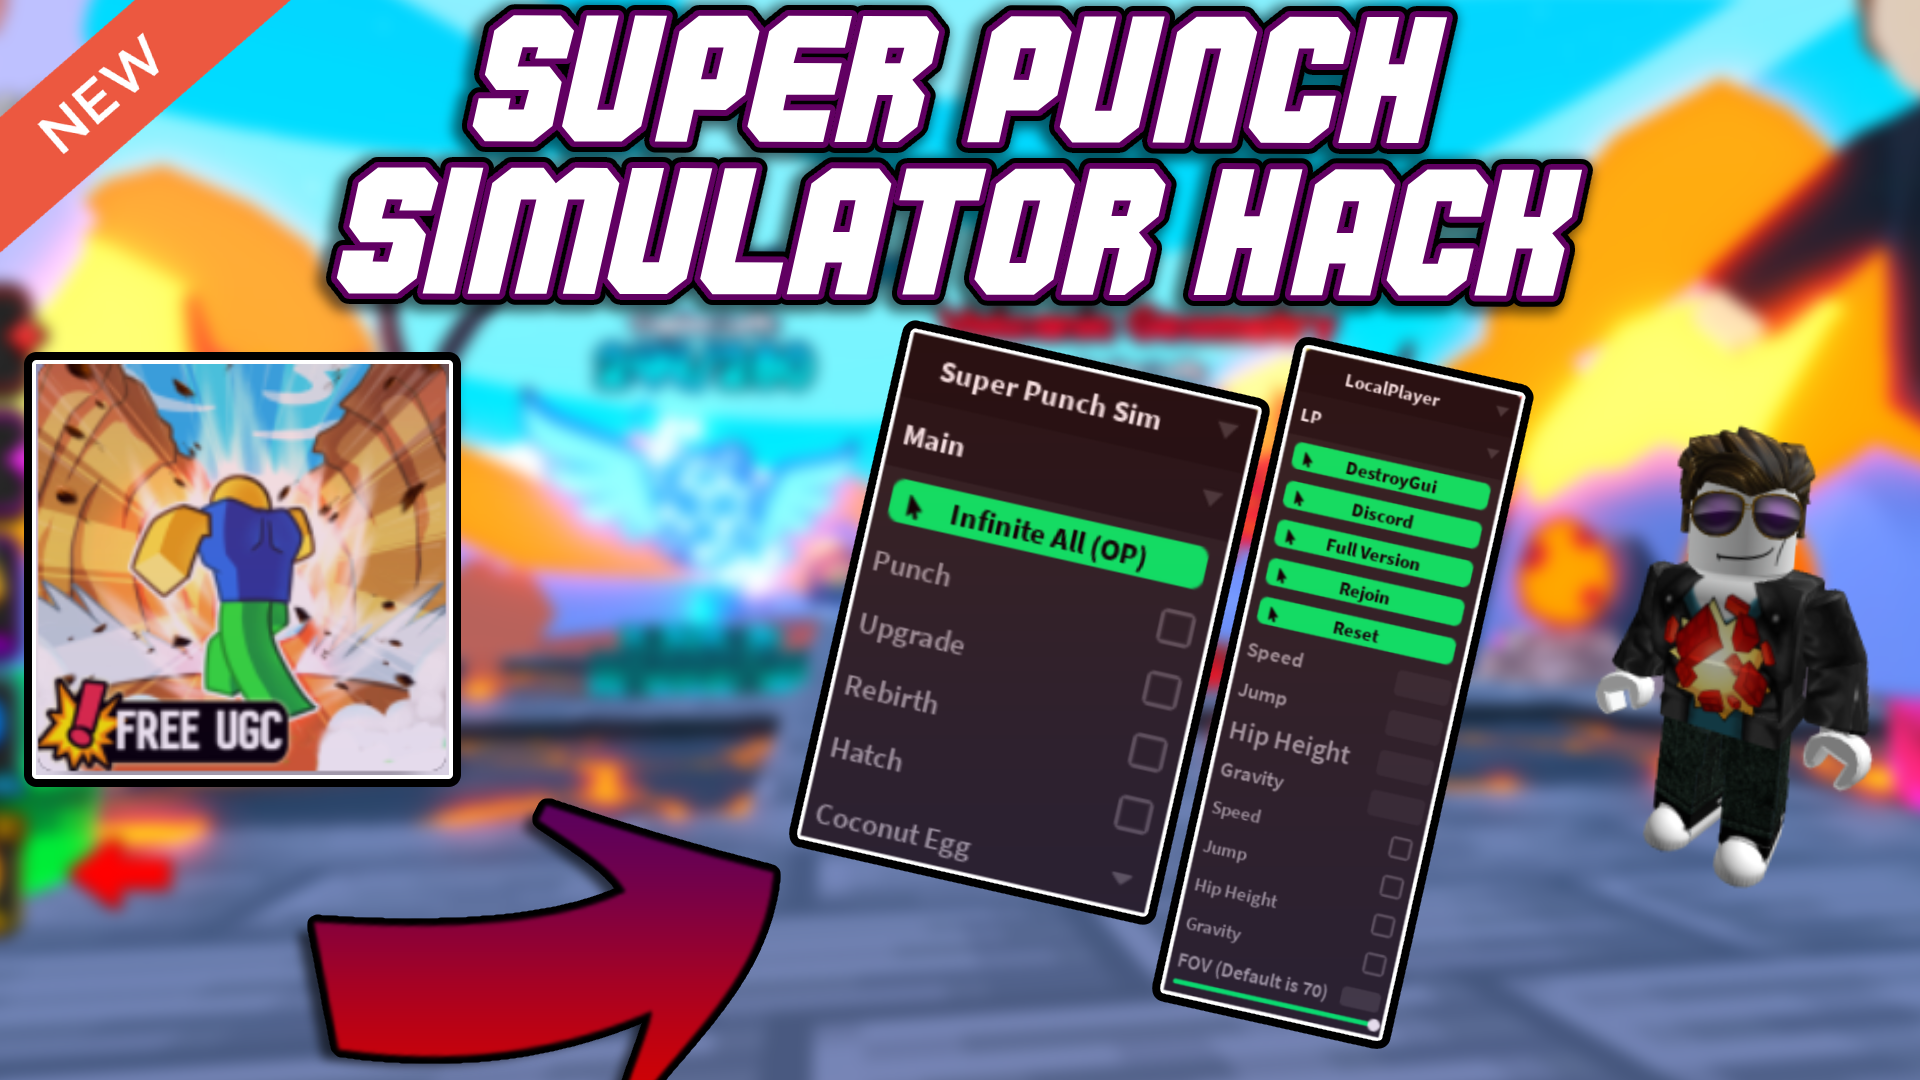 NEW
SUPER PUNCH
SIMULATOR HACK
FREE UGC
Super Punch Sim
Main
Infinite All (OP)
Punch
Upgrade
Rebirth
Hatch
Coconut Egg
LocalPlayer
LP
DestroyGui
Discord
Full Version
Rejoin
Reset
Speed
Jump
Hip Height
Gravity
Speed
Jump
Hip Height
Gravity
FOV (Default is 70)